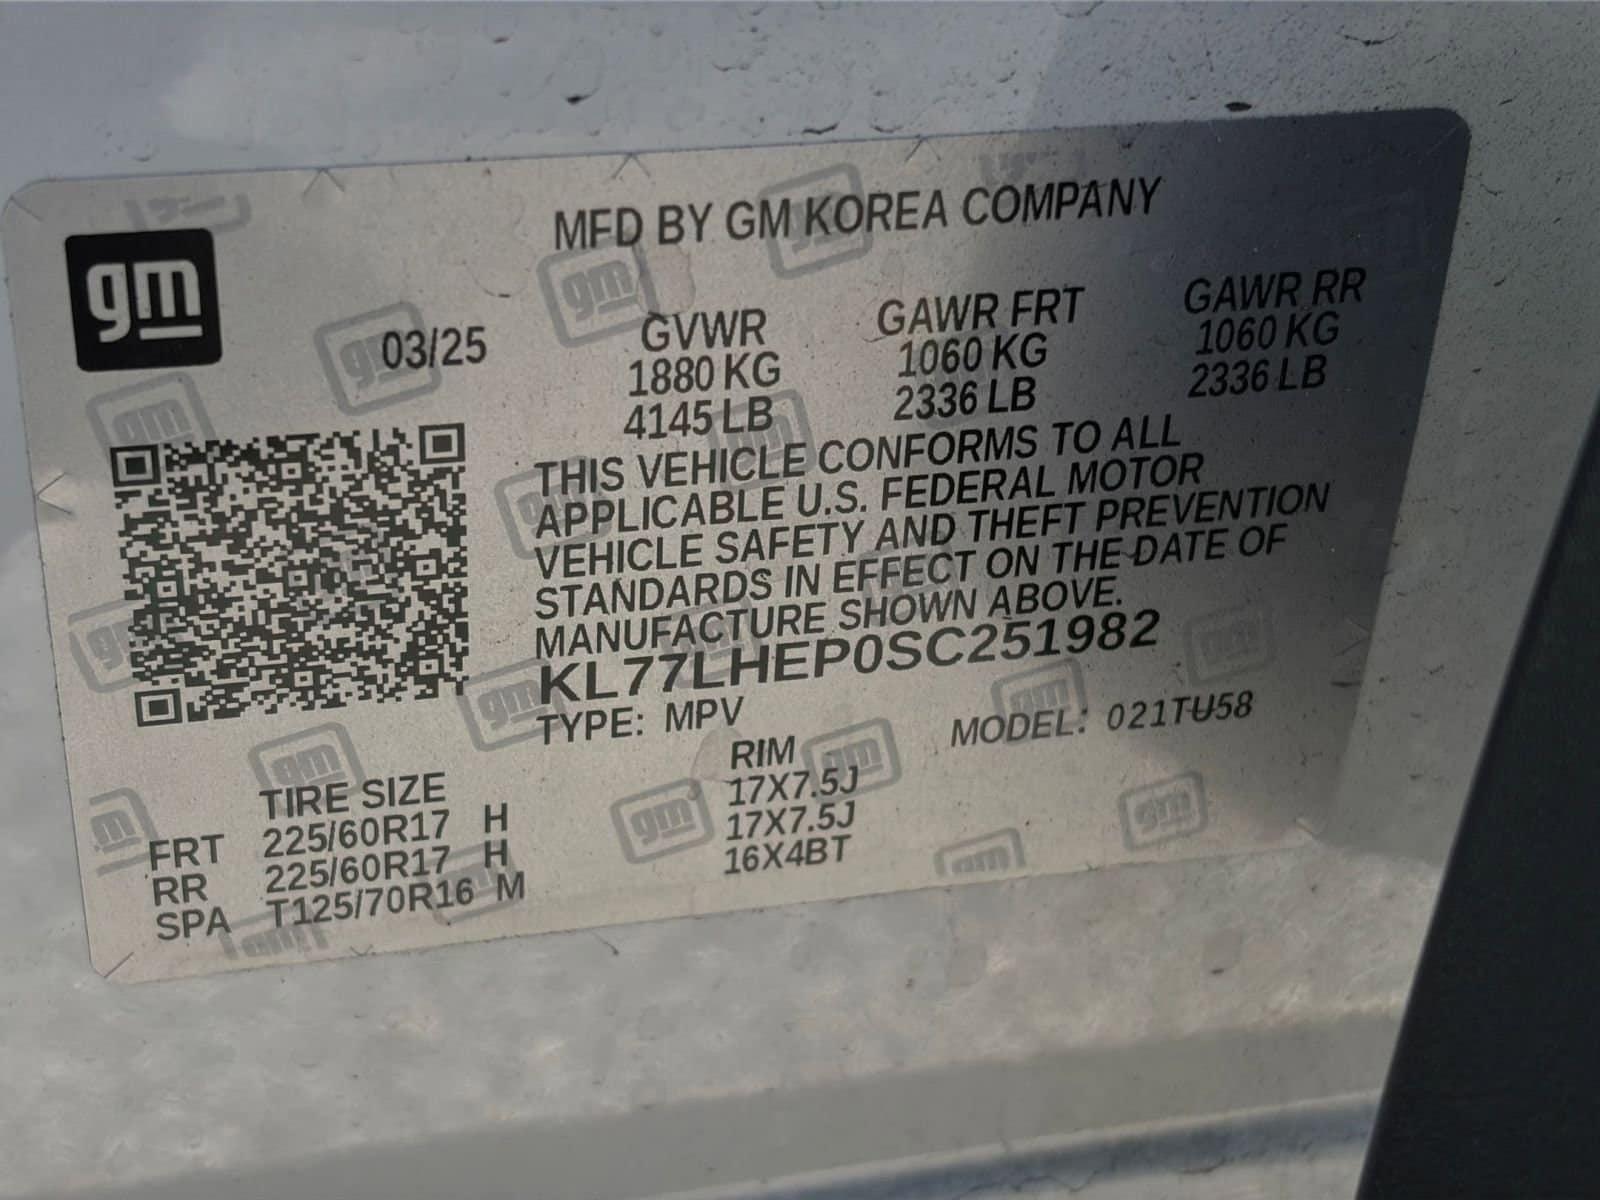 gm
MFD BY GM KOREA COMPANY
03/25
GVWR GAWR FRT GAWR RR
1880 KG 1060 KG 1060 KG
4145 LB 2336 LB 2336 LB
THIS VEHICLE CONFORMS TO ALL
APPLICABLE U.S. FEDERAL MOTOR
VEHICLE SAFETY AND THEFT PREVENTION
STANDARDS IN EFFECT ON THE DATE OF
MANUFACTURE SHOWN ABOVE.
KL77LHEP0SC251982
TYPE: MPV MODEL: 021TU58
TIRE SIZE RIM
FRT 225/60R17 H 17X7.5J
RR 225/60R17 H 17X7.5J
SPA T125/70R16 M 16X4BT